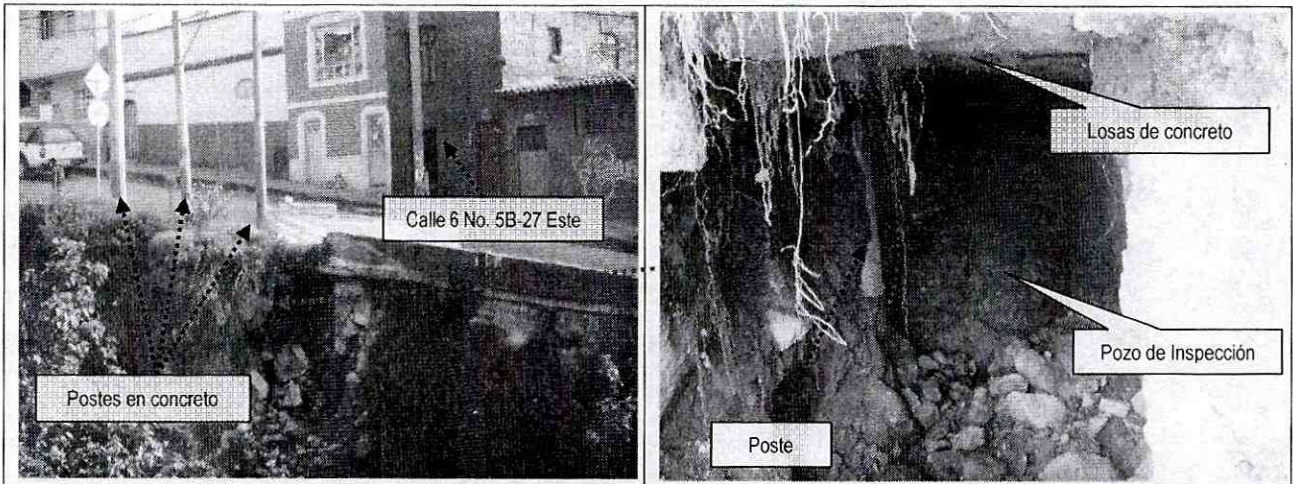 Calle 6 No. 5B-27 Este
Postes en concreto
Losas de concreto
Pozo de Inspección
Poste